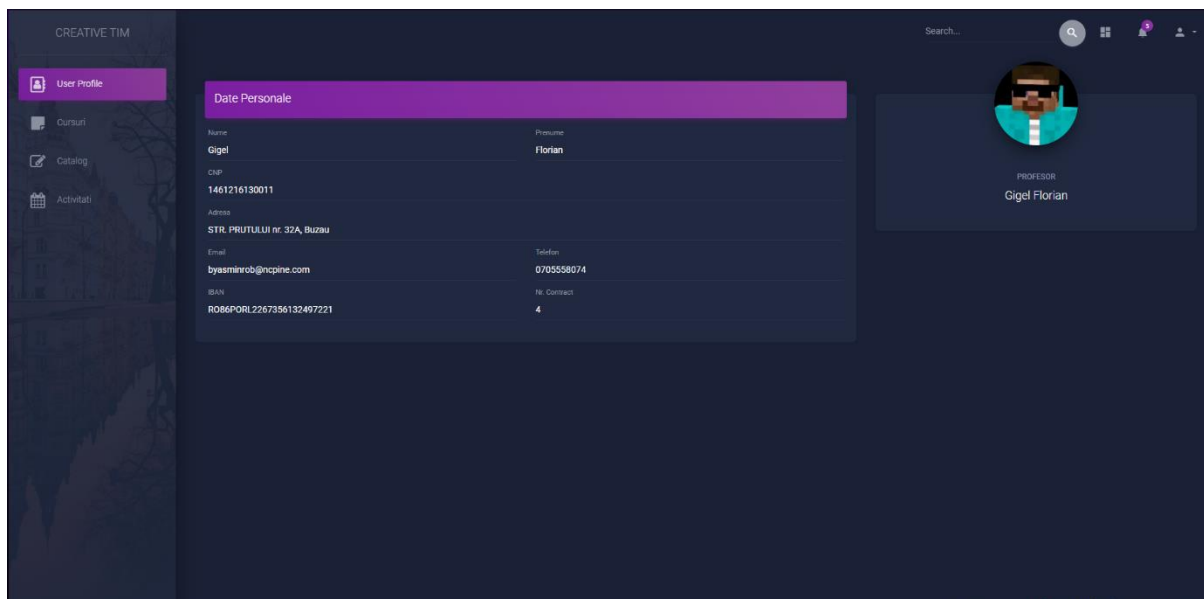 CREATIVE TIM
Search...
5
User Profile
Cursuri
Catalog
Activitati
Date Personale
Nume
Prenume
Gigel
Florian
CNP
1461216130011
Adresa
STR. PRUTULUI nr. 32A, Buzau
Email
Telefon
byasminrob@ncpine.com
0705558074
IBAN
Nr. Contract
RO86PORL2267356132497221
4
PROFESOR
Gigel Florian